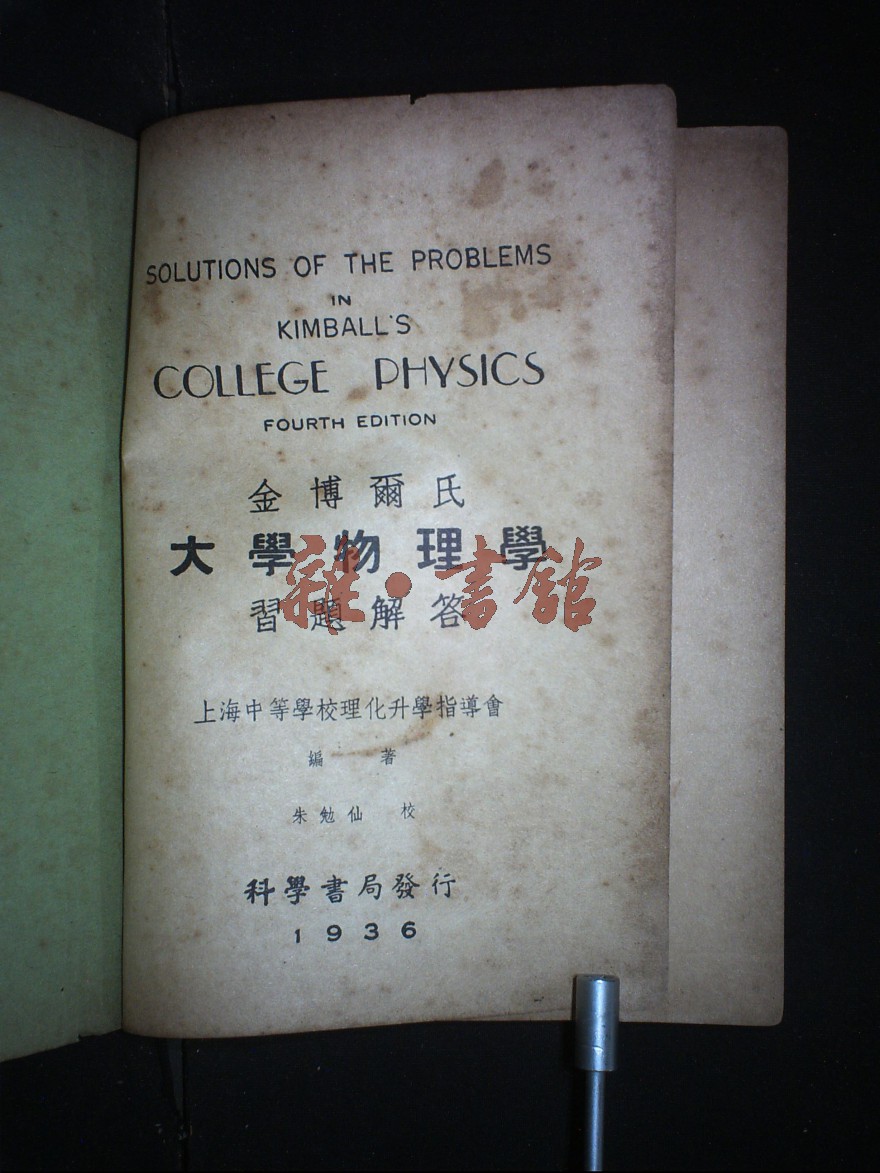 SOLUTIONS OF THE PROBLEMS
IN
KIMBALL'S
COLLEGE PHYSICS
FOURTH EDITION
金博爾氏
大學物理學
雜·書館
習題解答
上海中等學校理化升學指導會
編 著
朱勉仙 校
科學書局發行
1936